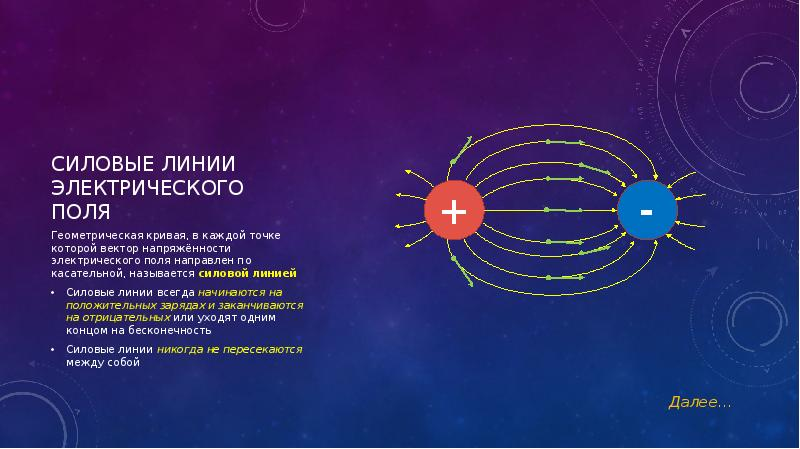 СИЛОВЫЕ ЛИНИИ
ЭЛЕКТРИЧЕСКОГО
ПОЛЯ
Геометрическая кривая, в каждой точке
которой вектор напряжённости
электрического поля направлен по
касательной, называется силовой линией
• Силовые линии всегда начинаются на
положительных зарядах и заканчиваются
на отрицательных или уходят одним
концом на бесконечность
• Силовые линии никогда не пересекаются
между собой
+
-
Далее...